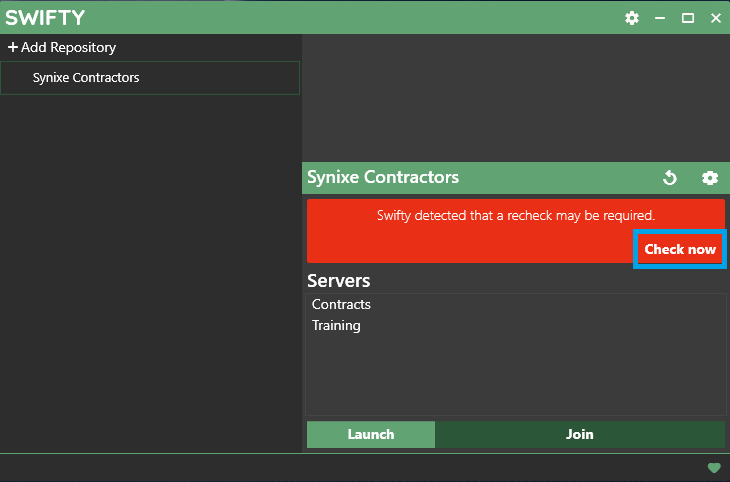 SWIFTY
+ Add Repository
Synixe Contractors
Synixe Contractors
Swifty detected that a recheck may be required.
Check now
Servers
Contracts
Training
Launch
Join